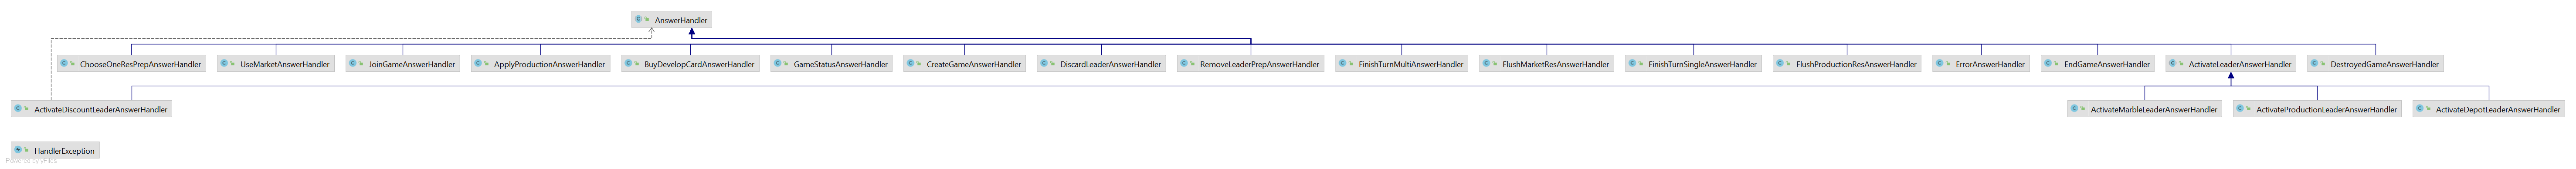 AnswerHandler
ChooseOneResPrepAnswerHandler
UseMarketAnswerHandler
JoinGameAnswerHandler
ApplyProductionAnswerHandler
BuyDevelopCardAnswerHandler
GameStatusAnswerHandler
CreateGameAnswerHandler
DiscardLeaderAnswerHandler
RemoveLeaderPrepAnswerHandler
FinishTurnMultiAnswerHandler
FlushMarketResAnswerHandler
FinishTurnSingleAnswerHandler
FlushProductionResAnswerHandler
ErrorAnswerHandler
EndGameAnswerHandler
ActivateLeaderAnswerHandler
DestroyedGameAnswerHandler
ActivateDiscountLeaderAnswerHandler
ActivateMarbleLeaderAnswerHandler
ActivateProductionLeaderAnswerHandler
ActivateDepotLeaderAnswerHandler
HandlerException
Powered by yFiles